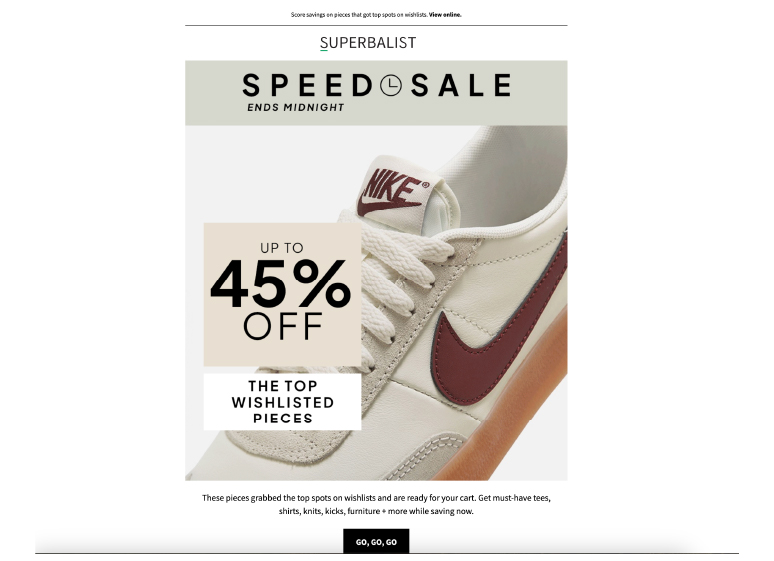 Score savings on pieces that got top spots on wishlists. View online.
SUPERBALIST
SPEED SALE
ENDS MIDNIGHT
NIKE®
UP TO
45%
OFF
THE TOP
WISHLISTED
PIECES
These pieces grabbed the top spots on wishlists and are ready for your cart. Get must-have tees,
shirts, knits, kicks, furniture + more while saving now.
GO, GO, GO